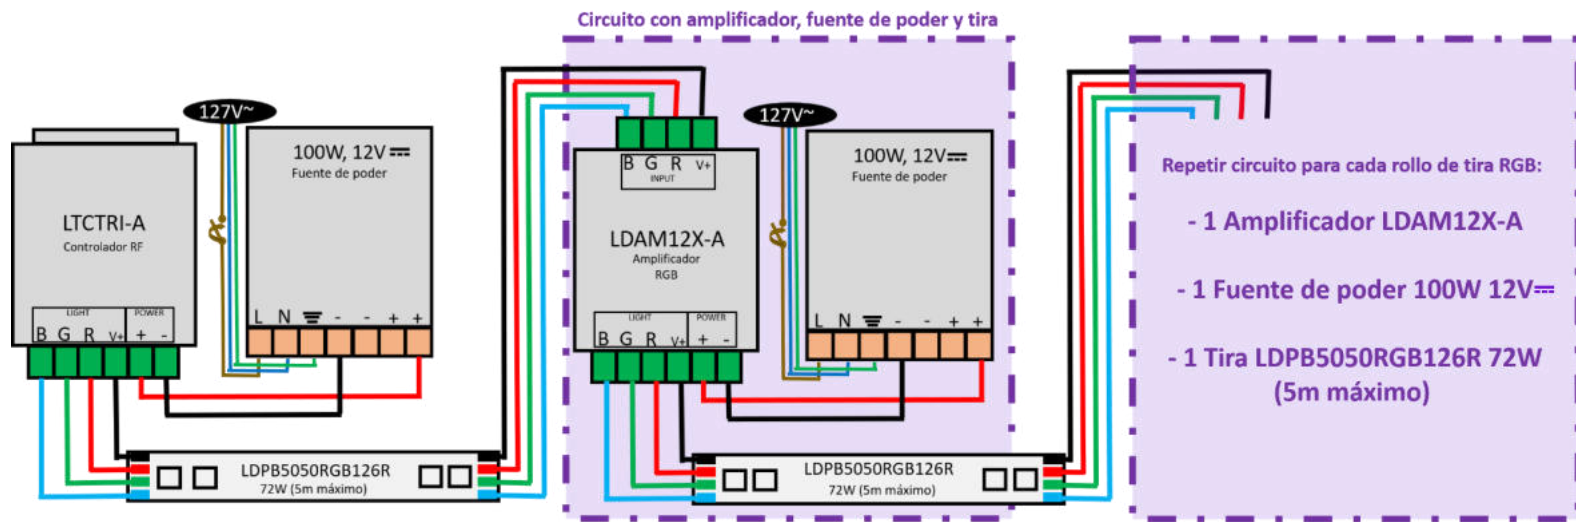 Circuito con amplificador, fuente de poder y tira
127V~
100W, 12V⎓
Fuente de poder
LTCTRI-A
Controlador RF
LIGHT POWER
B G R V+ + -
L N ⏚ - - + +
LDPB5050RGB126R
72W (5m máximo)
B G R V+
INPUT
LDAM12X-A
Amplificador
RGB
LIGHT POWER
B G R V+ + -
127V~
100W, 12V⎓
Fuente de poder
L N ⏚ - - + +
LDPB5050RGB126R
72W (5m máximo)
Repetir circuito para cada rollo de tira RGB:
- 1 Amplificador LDAM12X-A
- 1 Fuente de poder 100W 12V⎓
- 1 Tira LDPB5050RGB126R 72W
(5m máximo)